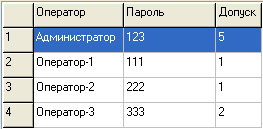 Оператор Пароль Допуск
1 Администратор 123 5
2 Оператор-1 111 1
3 Оператор-2 222 1
4 Оператор-3 333 2